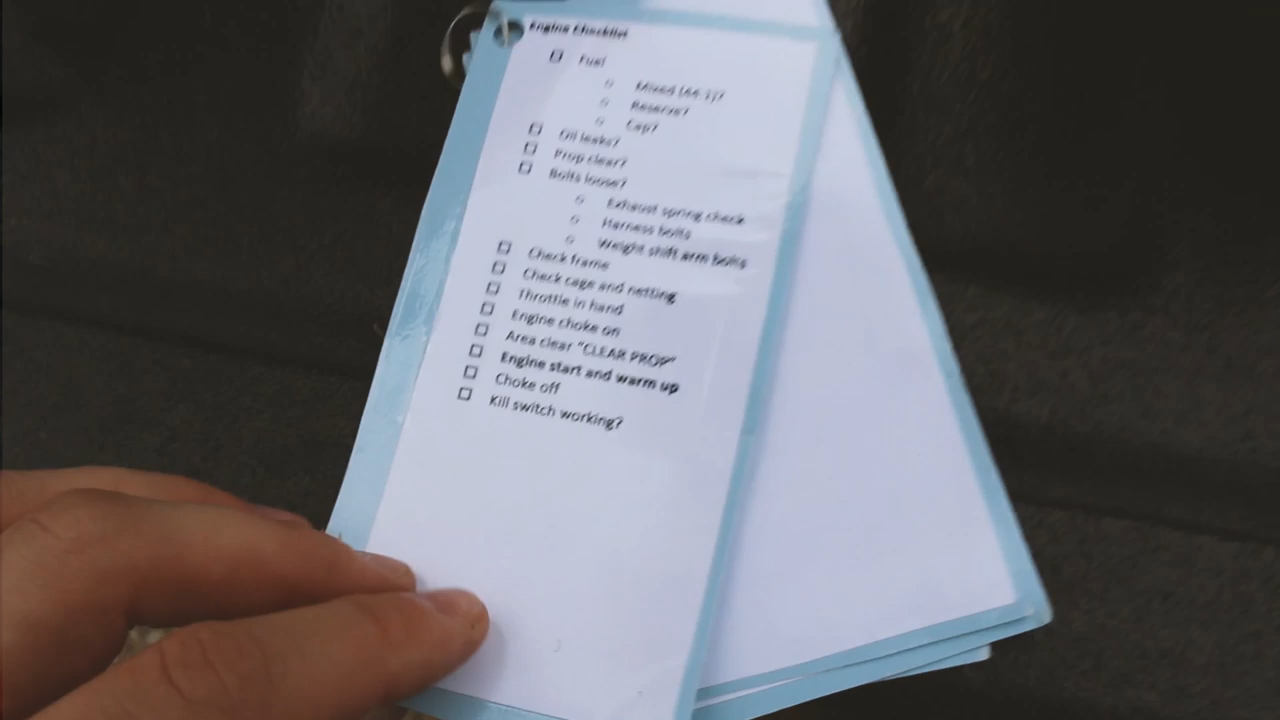 Engine Checklist
Fuel
Mixed
Reserve?
Cap?
Oil leaks?
Prop clear?
Bolts loose?
Exhaust spring check
Harness bolts
Weight shift arm bolts
Check frame
Check cage and netting
Throttle in hand
Engine choke on
Area clear “CLEAR PROP”
Engine start and warm up
Choke off
Kill switch working?